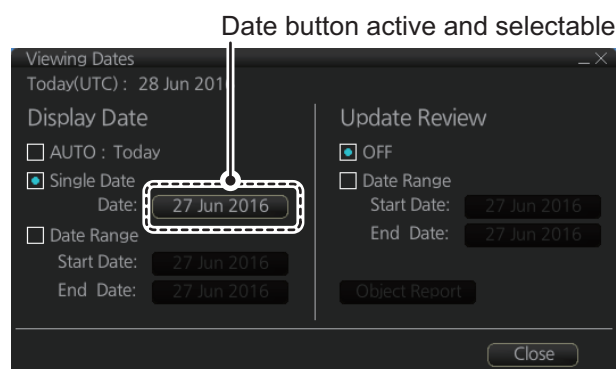 Date button active and selectable
Viewing Dates
Today(UTC) : 28 Jun 201
Display Date
AUTO : Today
Single Date
Date: 27 Jun 2016
Date Range
Start Date: 27 Jun 2016
End Date: 27 Jun 2016
Update Review
OFF
Date Range
Start Date: 27 Jun 2016
End Date: 27 Jun 2016
Object Report
Close